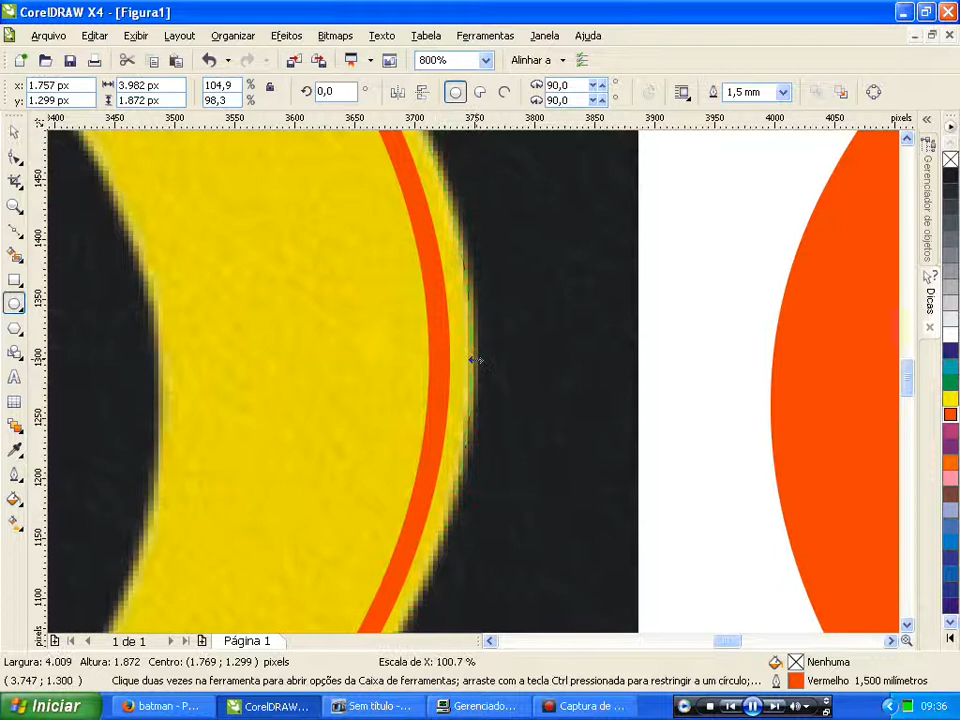 CorelDRAW X4 - [Figura1]
Arquivo Editar Exibir Layout Organizar Efeitos Bitmaps Texto Tabela Ferramentas Janela Ajuda
800% Alinhar a
x: 1.757 px 3.982 px 104,9 % 0,0 ° 90,0 ° 1,5 mm
y: 1.299 px 1.872 px 98,3 % 90,0
3400 3450 3500 3550 3600 3650 3700 3750 3800 3850 3900 3950 4000 4050 pixels
1450
1400
1350
1300
1250
1200
1150
1100
pixels
Gerenciador de objetos
Dicas
1 de 1 Página 1
Largura: 4.009 Altura: 1.872 Centro: (1.769 ; 1.299 ) pixels Escala de X: 100.7 % Nenhuma
( 3.747 ; 1.300 ) Clique duas vezes na ferramenta para abrir opções da Caixa de ferramentas; arraste com a tecla Ctrl pressionada para restringir a um círculo;... Vermelho 1,500 milímetros
Iniciar batman - P... CorelDRAW... Sem título -... Gerenciado... Captura de ... 09:36